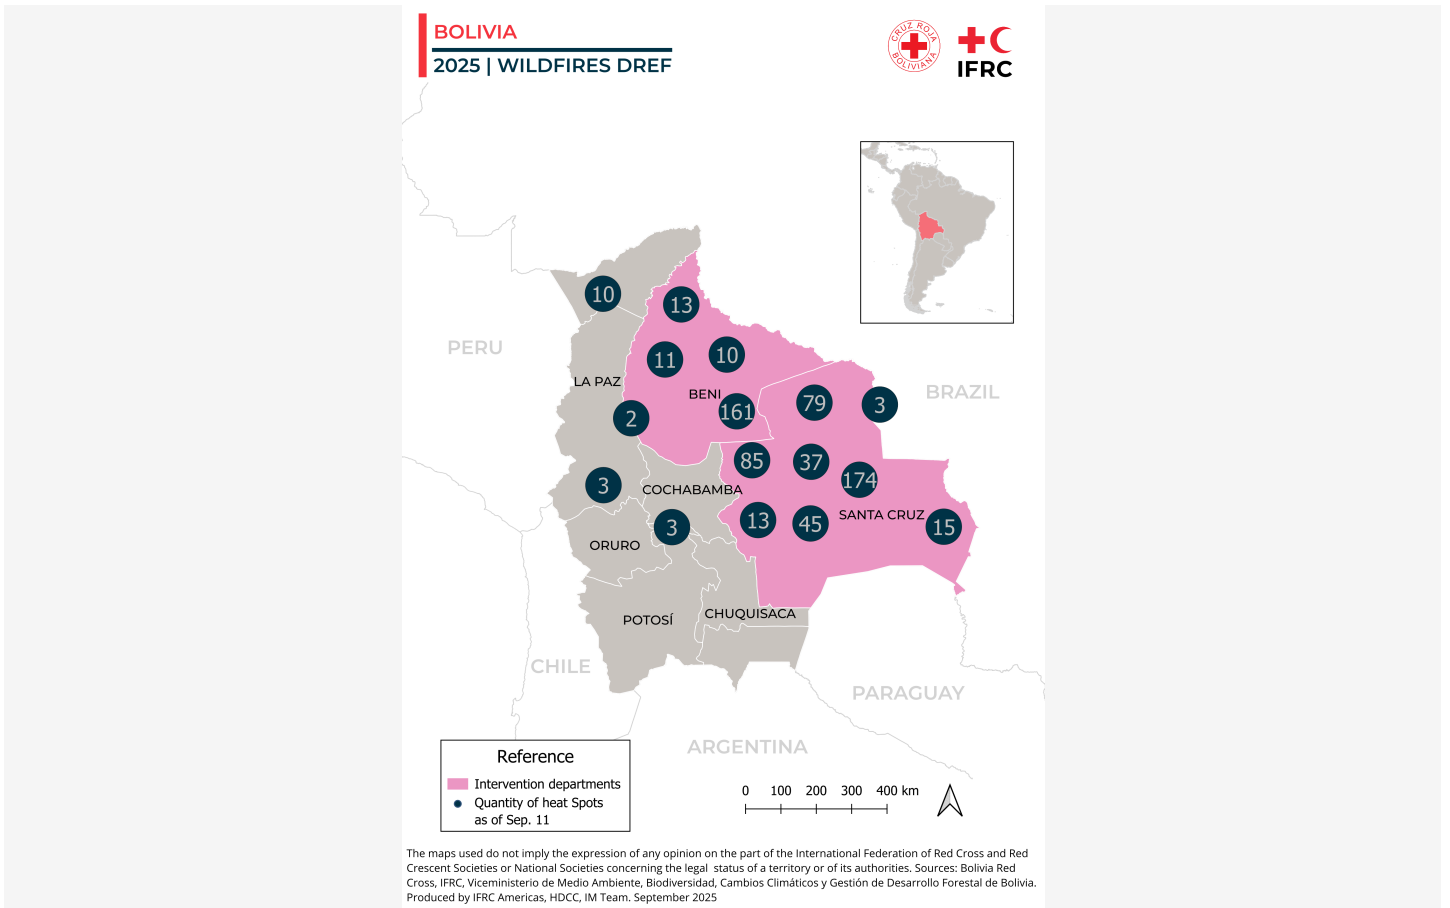 BOLIVIA
2025 | WILDFIRES DREF
CRUZ ROJA
BOLIVIANA
IFRC
10
13
PERU
11
10
LA PAZ
BENI
BRAZIL
79
3
161
2
85
37
174
3
COCHABAMBA
SANTA CRUZ
13
45
15
3
ORURO
POTOSÍ
CHUQUISACA
CHILE
PARAGUAY
ARGENTINA
Reference
Intervention departments
Quantity of heat Spots
as of Sep. 11
0 100 200 300 400 km
The maps used do not imply the expression of any opinion on the part of the International Federation of Red Cross and Red
Crescent Societies or National Societies concerning the legal status of a territory or of its authorities. Sources: Bolivia Red
Cross, IFRC, Viceministerio de Medio Ambiente, Biodiversidad, Cambios Climáticos y Gestión de Desarrollo Forestal de Bolivia.
Produced by IFRC Americas, HDCC, IM Team. September 2025